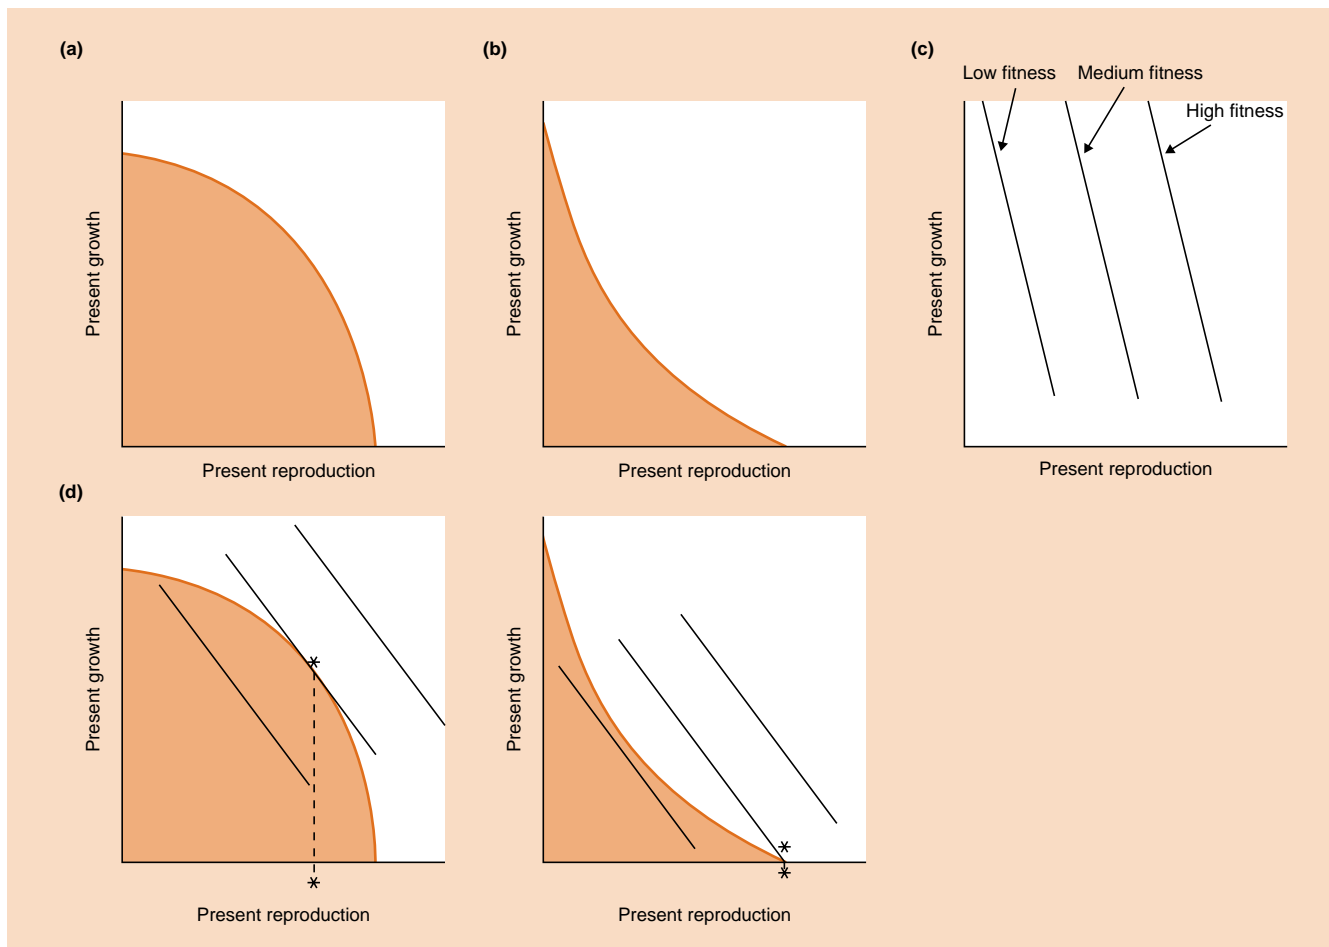 (a)
Present growth
Present reproduction
(b)
Present growth
Present reproduction
(c)
Low fitness
Medium fitness
High fitness
Present growth
Present reproduction
(d)
Present growth
Present reproduction
Present growth
Present reproduction